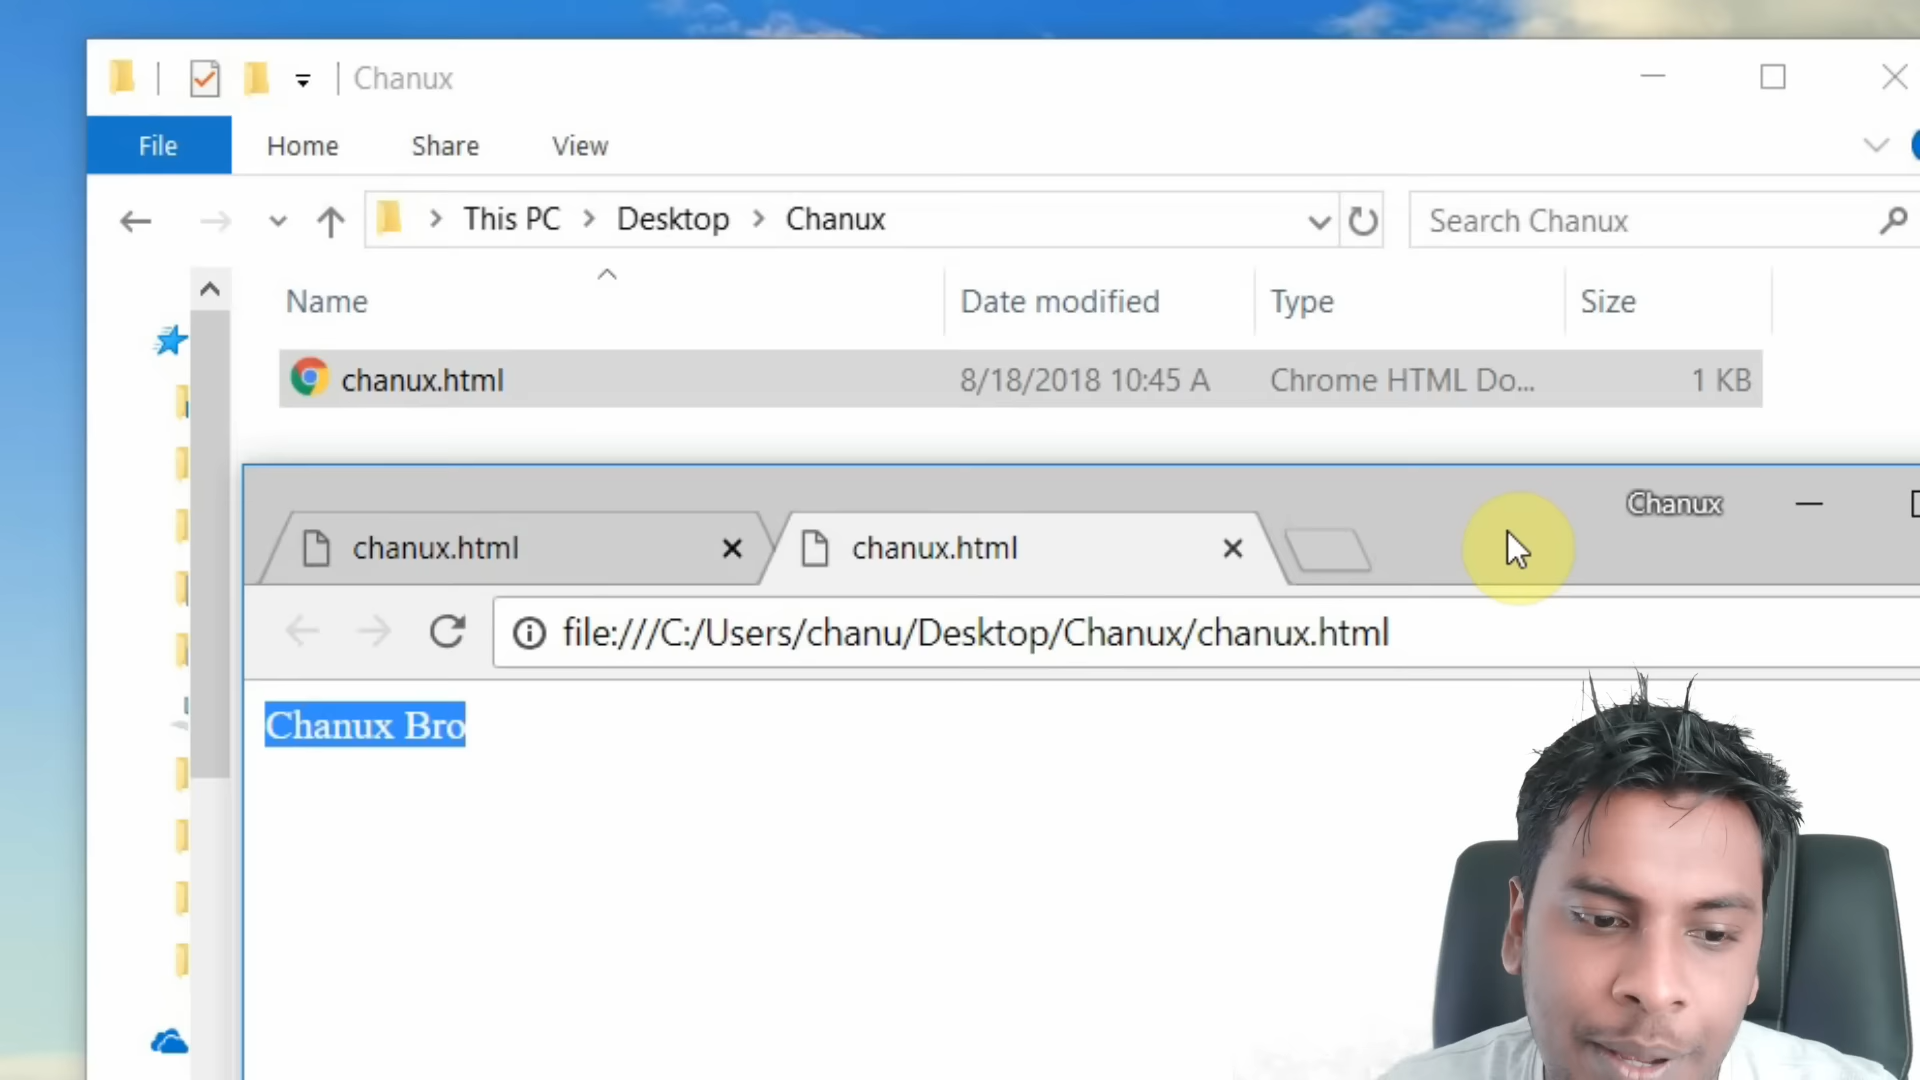 Chanux
File Home Share View
This PC > Desktop > Chanux
Search Chanux
Name Date modified Type Size
chanux.html 8/18/2018 10:45 A Chrome HTML Do... 1 KB
Chanux
chanux.html chanux.html
file:///C:/Users/chanu/Desktop/Chanux/chanux.html
Chanux Bro